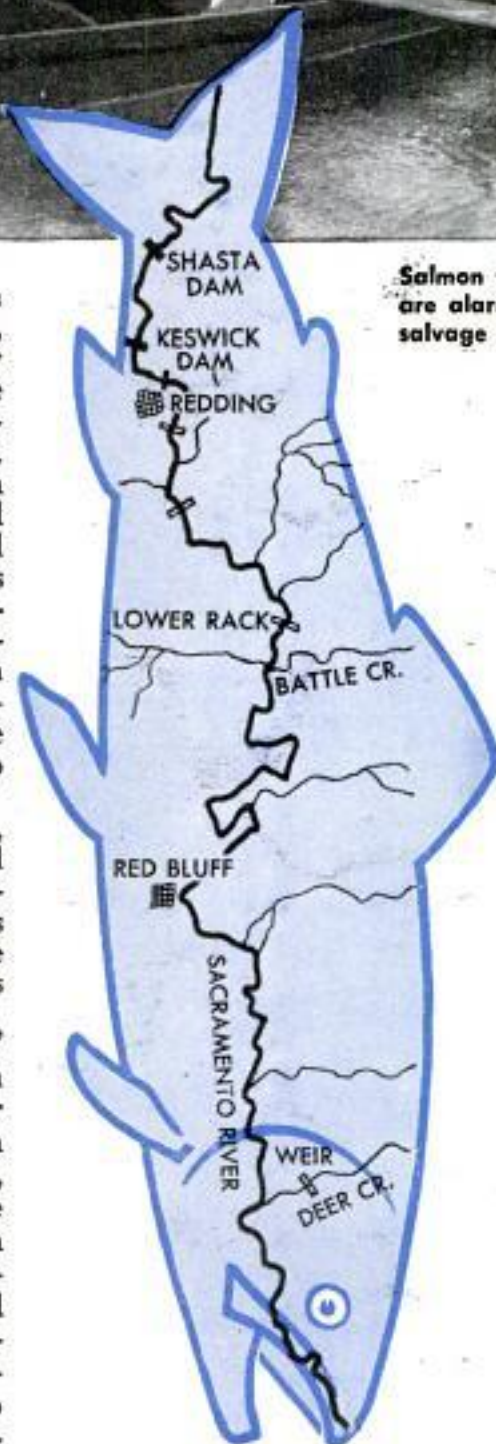 Salmon
are alar
salvage
SHASTA
DAM
KESWICK
DAM
REDDING
LOWER RACK
BATTLE CR.
RED BLUFF
SACRAMENTO RIVER
WEIR
DEER CR.